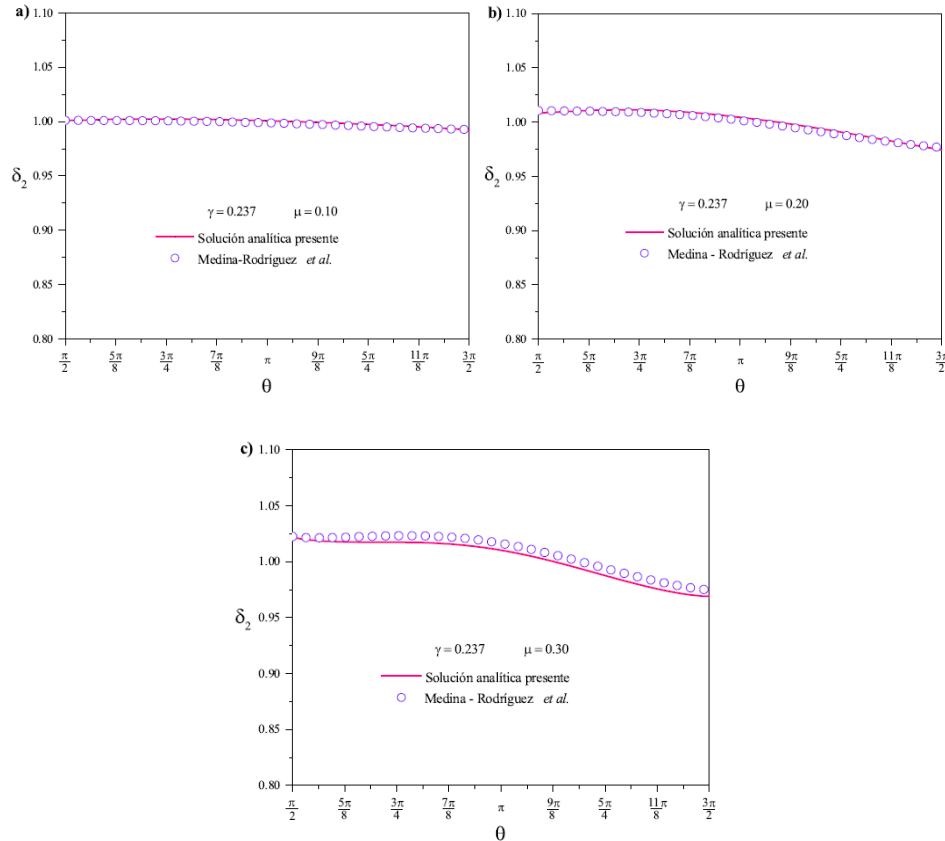 a)
1.10
1.05
1.00
0.95
0.90
0.85
0.80
δ2
γ = 0.237 μ = 0.10
Solución analítica presente
Medina-Rodríguez et al.
π/2 5π/8 3π/4 7π/8 π 9π/8 5π/4 11π/8 3π/2
θ
b)
1.10
1.05
1.00
0.95
0.90
0.85
0.80
δ2
γ = 0.237 μ = 0.20
Solución analítica presente
Medina - Rodríguez et al.
π/2 5π/8 3π/4 7π/8 π 9π/8 5π/4 11π/8 3π/2
θ
c)
1.10
1.05
1.00
0.95
0.90
0.85
0.80
δ2
γ = 0.237 μ = 0.30
Solución analítica presente
Medina - Rodríguez et al.
π/2 5π/8 3π/4 7π/8 π 9π/8 5π/4 11π/8 3π/2
θ